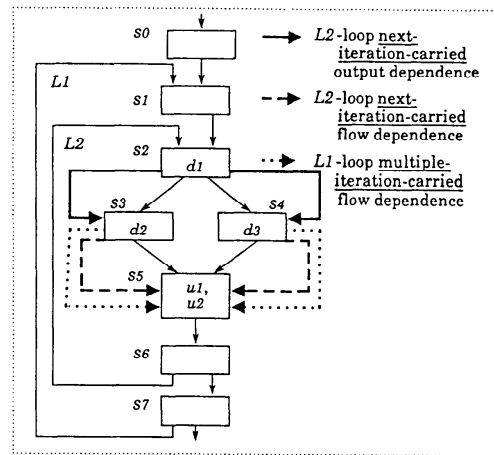 s0
L1
s1
L2
s2
d1
s3
s4
d2
d3
s5
u1,
u2
s6
s7
L2-loop next-
iteration-carried
output dependence
L2-loop next-
iteration-carried
flow dependence
L1-loop multiple-
iteration-carried
flow dependence